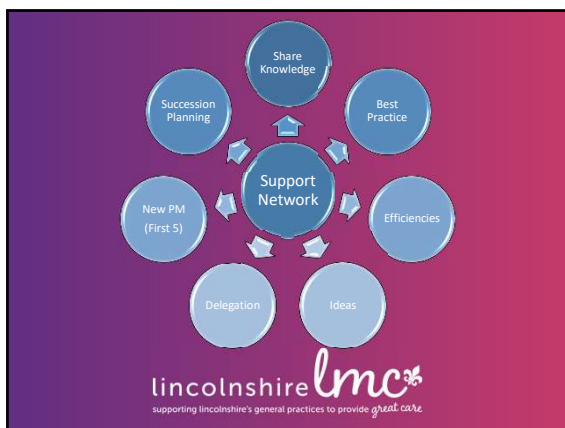 Share
Knowledge
Best
Practice
Efficiencies
Ideas
Delegation
New PM
(First 5)
Succession
Planning
Support
Network
lincolnshire lmc
supporting lincolnshire's general practices to provide great care